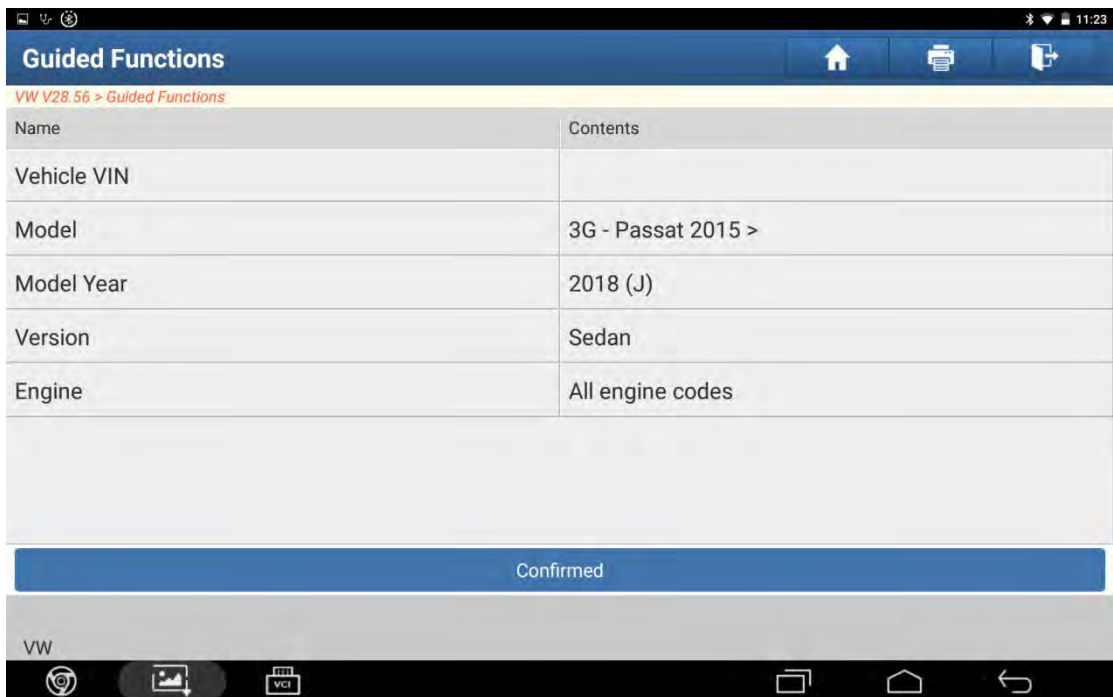 11:23
Guided Functions
VW V28.56 > Guided Functions
Name Contents
Vehicle VIN
Model 3G - Passat 2015 >
Model Year 2018 (J)
Version Sedan
Engine All engine codes
Confirmed
VW
VCI